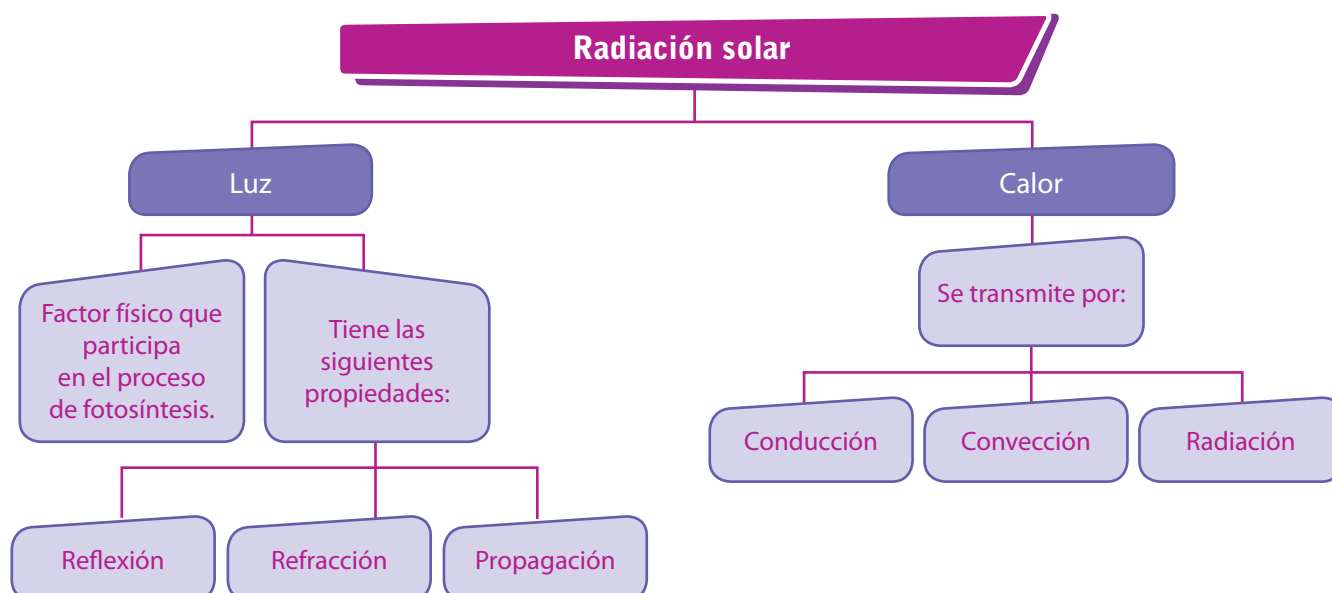 Radiación solar
Luz
Calor
Factor físico que
participa
en el proceso
de fotosíntesis.
Tiene las
siguientes
propiedades:
Se transmite por:
Conducción
Convección
Radiación
Reflexión
Refracción
Propagación